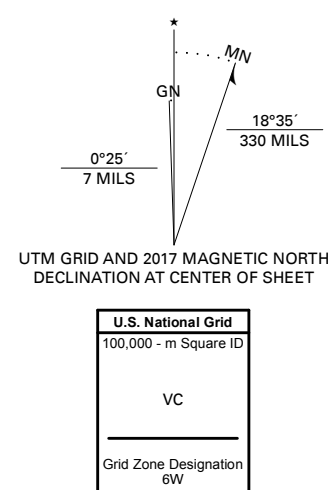 ★
MN
GN
0°25´
7 MILS
18°35´
330 MILS
UTM GRID AND 2017 MAGNETIC NORTH
DECLINATION AT CENTER OF SHEET
U.S. National Grid
100,000 - m Square ID
VC
Grid Zone Designation
6W